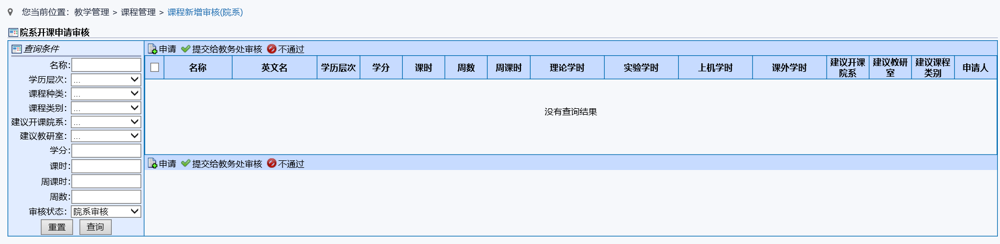 您当前位置：教学管理 > 课程管理 > 课程新增审核(院系)
院系开课申请审核
查询条件
名称:
学历层次： ...
课程种类： ...
课程类别： ...
建议开课院系： ...
建议教研室： ...
学分:
课时:
周课时:
周数:
审核状态： 院系审核
重置 查询
申请 提交给教务处审核 不通过
名称 英文名 学历层次 学分 课时 周数 周课时 理论学时 实验学时 上机学时 课外学时 建议开课院系 建议教研室 建议课程类别 申请人
没有查询结果
申请 提交给教务处审核 不通过